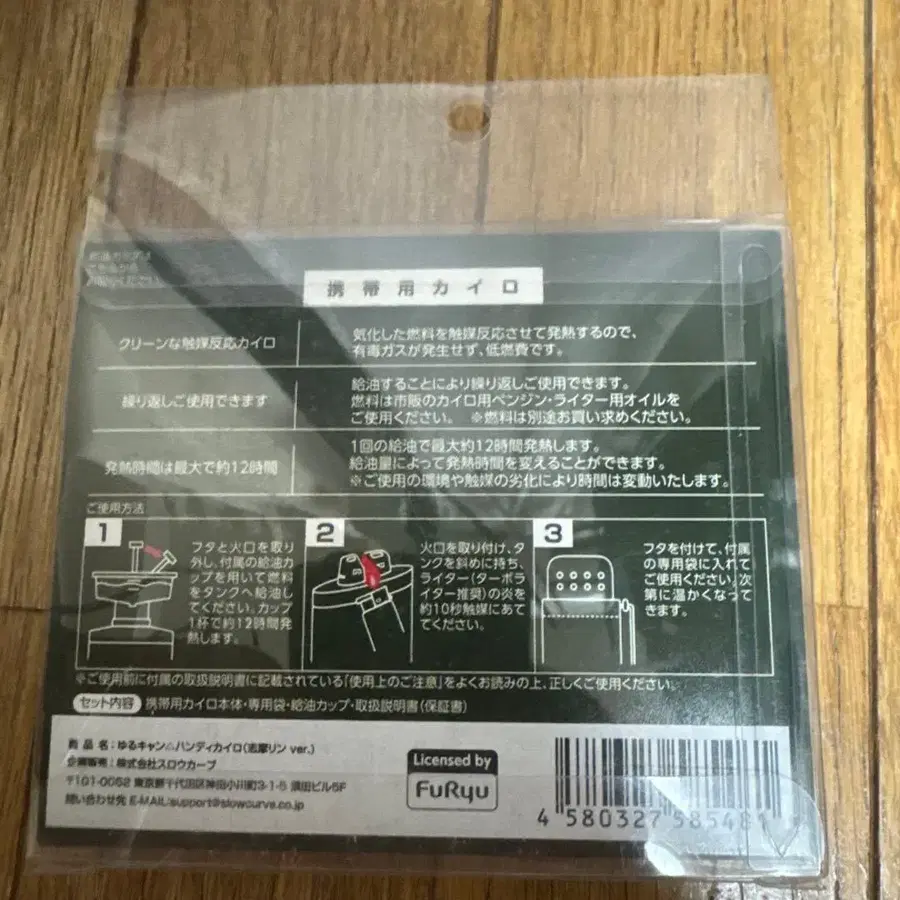 携帯用カイロ
クリーンな触媒反応カイロ
気化した燃料を触媒反応させて発熱するので、
有毒ガスが発生せず、低燃費です。
繰り返しご使用できます
給油することにより繰り返しご使用できます。
燃料は市販のカイロ用ベンジン・ライター用オイルを
ご使用ください。 ※燃料は別途お買い求めください。
発熱時間は最大で約12時間
1回の給油で最大約12時間発熱します。
給油量によって発熱時間を変えることができます。
※ご使用の環境や触媒の劣化により時間は変動いたします。
ご使用方法
1
フタと火口を取り
外し、付属の給油カ
ップを用いて燃料
をタンクへ給油し
てください。カップ
1杯で約12時間発
熱します。
2
火口を取り付け、タ
ンクを斜めに持ち、
ライター(ターボラ
イター推奨)の炎を
約10秒触媒にあて
てください。
3
フタを付けて、付属
の専用袋に入れて
ご使用ください。次
第に温かくなって
きます。
※ご使用前に付属の取扱説明書に記載されている「使用上のご注意」をよくお読みの上、正しくご使用ください。
セット内容 携帯用カイロ本体・専用袋・給油カップ・取扱説明書(保証書)
商品名:ゆるキャン△ハンディカイロ(志摩リン ver.)
企画販売:株式会社スロウカーブ
〒101-0052 東京都千代田区神田小川町3-1-5 須田ビル5F
問い合わせ先 E-MAIL:support@slowcurve.co.jp
Licensed by
FuRyu
4 580327 585481